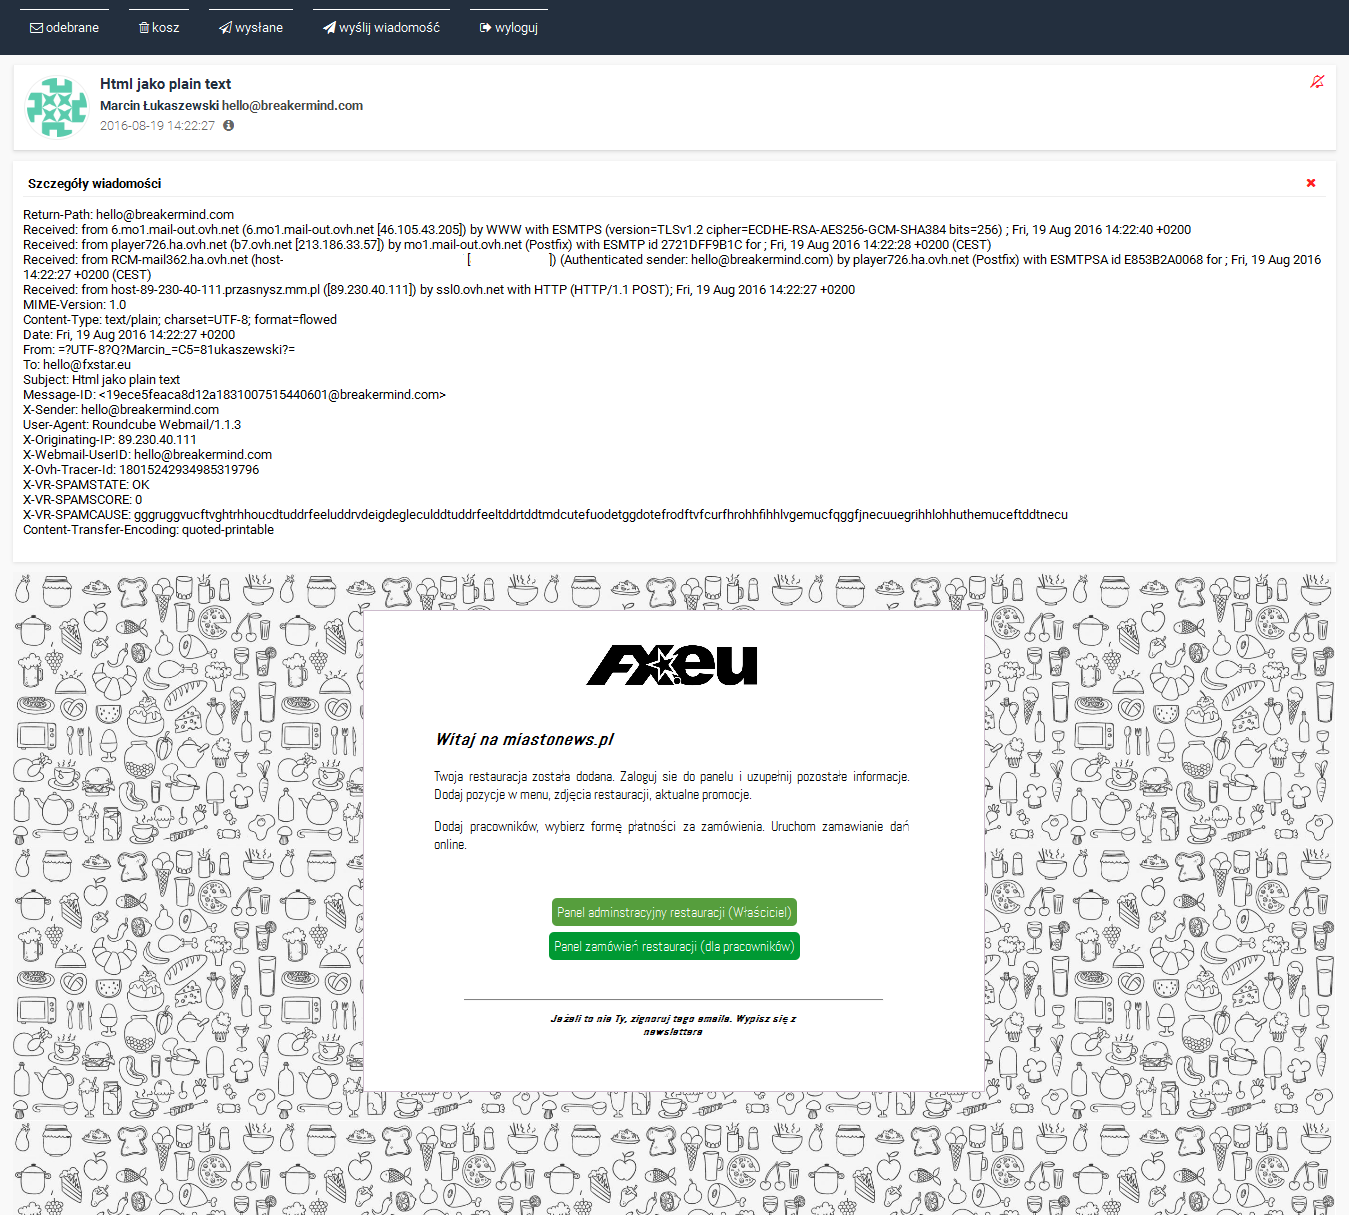 odebrane kosz wysłane wyślij wiadomość wyloguj
Html jako plain text
Marcin Łukaszewski hello@breakermind.com
2016-08-19 14:22:27
Szczegóły wiadomości
Return-Path: hello@breakermind.com
Received: from 6.mo1.mail-out.ovh.net (6.mo1.mail-out.ovh.net [46.105.43.205]) by WWW with ESMTPS (version=TLSv1.2 cipher=ECDHE-RSA-AES256-GCM-SHA384 bits=256) ; Fri, 19 Aug 2016 14:22:40 +0200
Received: from player726.ha.ovh.net (b7.ovh.net [213.186.33.57]) by mo1.mail-out.ovh.net (Postfix) with ESMTP id 2721DFF9B1C for ; Fri, 19 Aug 2016 14:22:28 +0200 (CEST)
Received: from RCM-mail362.ha.ovh.net (host- [ ]) (Authenticated sender: hello@breakermind.com) by player726.ha.ovh.net (Postfix) with ESMTPSA id E853B2A0068 for ; Fri, 19 Aug 2016
14:22:27 +0200 (CEST)
Received: from host-89-230-40-111.przasnysz.mm.pl ([89.230.40.111]) by ssl0.ovh.net with HTTP (HTTP/1.1 POST); Fri, 19 Aug 2016 14:22:27 +0200
MIME-Version: 1.0
Content-Type: text/plain; charset=UTF-8; format=flowed
Date: Fri, 19 Aug 2016 14:22:27 +0200
From: =?UTF-8?Q?Marcin_=C5=81ukaszewski?=
To: hello@fxstar.eu
Subject: Html jako plain text
Message-ID: <19ece5feaca8d12a1831007515440601@breakermind.com>
X-Sender: hello@breakermind.com
User-Agent: Roundcube Webmail/1.1.3
X-Originating-IP: 89.230.40.111
X-Webmail-UserID: hello@breakermind.com
X-Ovh-Tracer-Id: 18015242934985319796
X-VR-SPAMSTATE: OK
X-VR-SPAMSCORE: 0
X-VR-SPAMCAUSE: gggruggvucftvghtrhhoucdtuddrfeeluddrvdeigdegleculddtuddrfeeltddrtddtmdcutefuodetggdotefrodftvfcurfhrohhfihhlvgemucfqggfjnecuuegrihhlohhuthemuceftddtnecu
Content-Transfer-Encoding: quoted-printable
FX.eu
Witaj na miastonews.pl
Twoja restauracja została dodana. Zaloguj sie do panelu i uzupełnij pozostałe informacje.
Dodaj pozycje w menu, zdjęcia restauracji, aktualne promocje.
Dodaj pracowników, wybierz formę płatności za zamówienia. Uruchom zamawianie dań
online.
Panel adminstracyjny restauracji (Właściciel)
Panel zamówień restauracji (dla pracowników)
Jeżeli to nie Ty, zignoruj tego emaila. Wypisz się z
newslettera